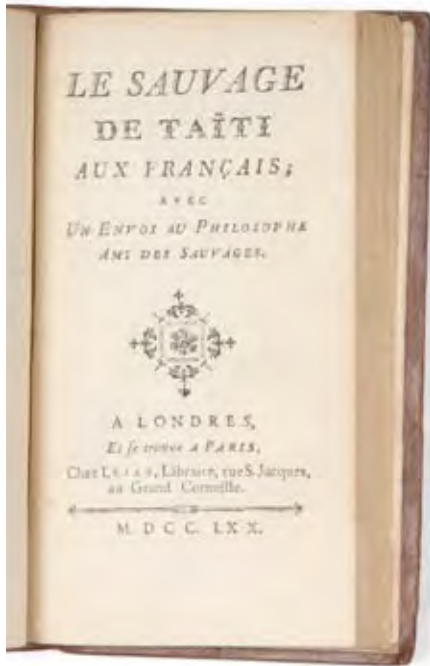 LE SAUVAGE
DE TAÏTI
AUX FRANÇAIS;
AVEC
UN ENVOI AU PHILOSOPHE
AMI DES SAUVAGES.
A LONDRES,
Et se trouve A PARIS,
Chez LEJAY, Libraire, rue S. Jacques,
au Grand Corneille.
M. DCC. LXX.